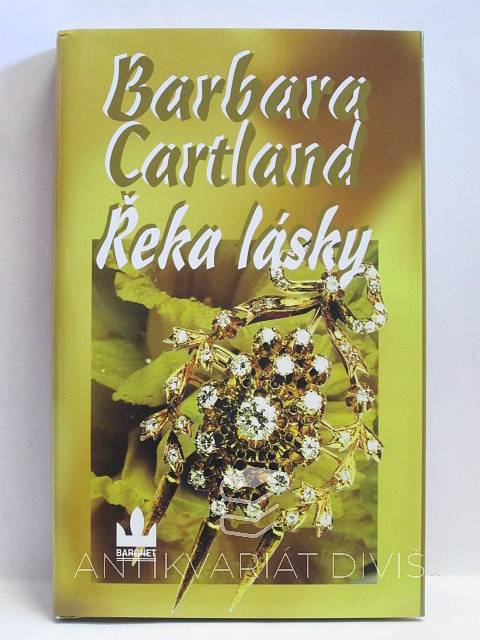 Barbara
Cartland
Řeka lásky
BARONET
ANTIKVARIÁT DIVIŠ